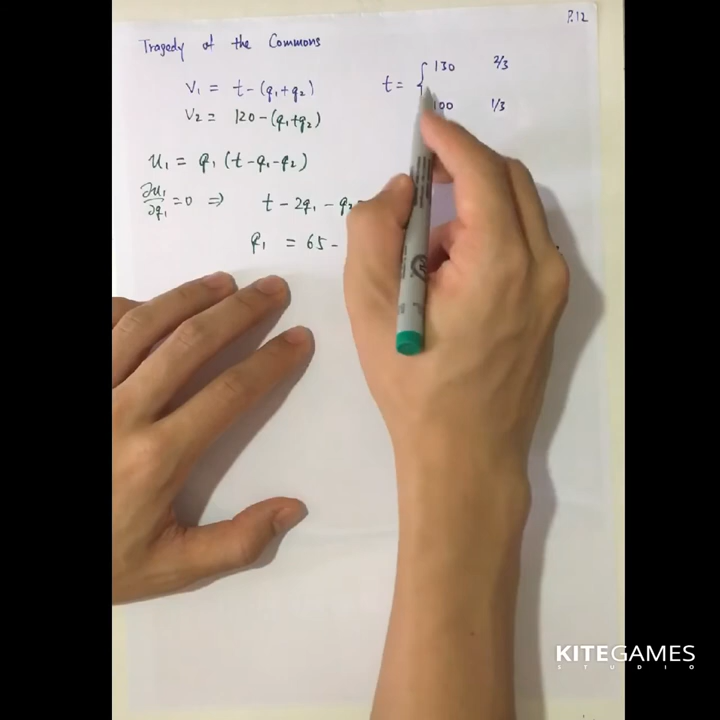 P.12
Tragedy of the Commons
V₁ = t - (q₁+q₂)
V₂ = 120 - (q₁+q₂)
t = { 130 2/3
100 1/3
u₁ = q₁ (t - q₁ - q₂)
∂u₁/∂q₁ = 0 ⇒ t - 2q₁ - q₂
q₁ = 65 -
KITEGAMES
STUDIO